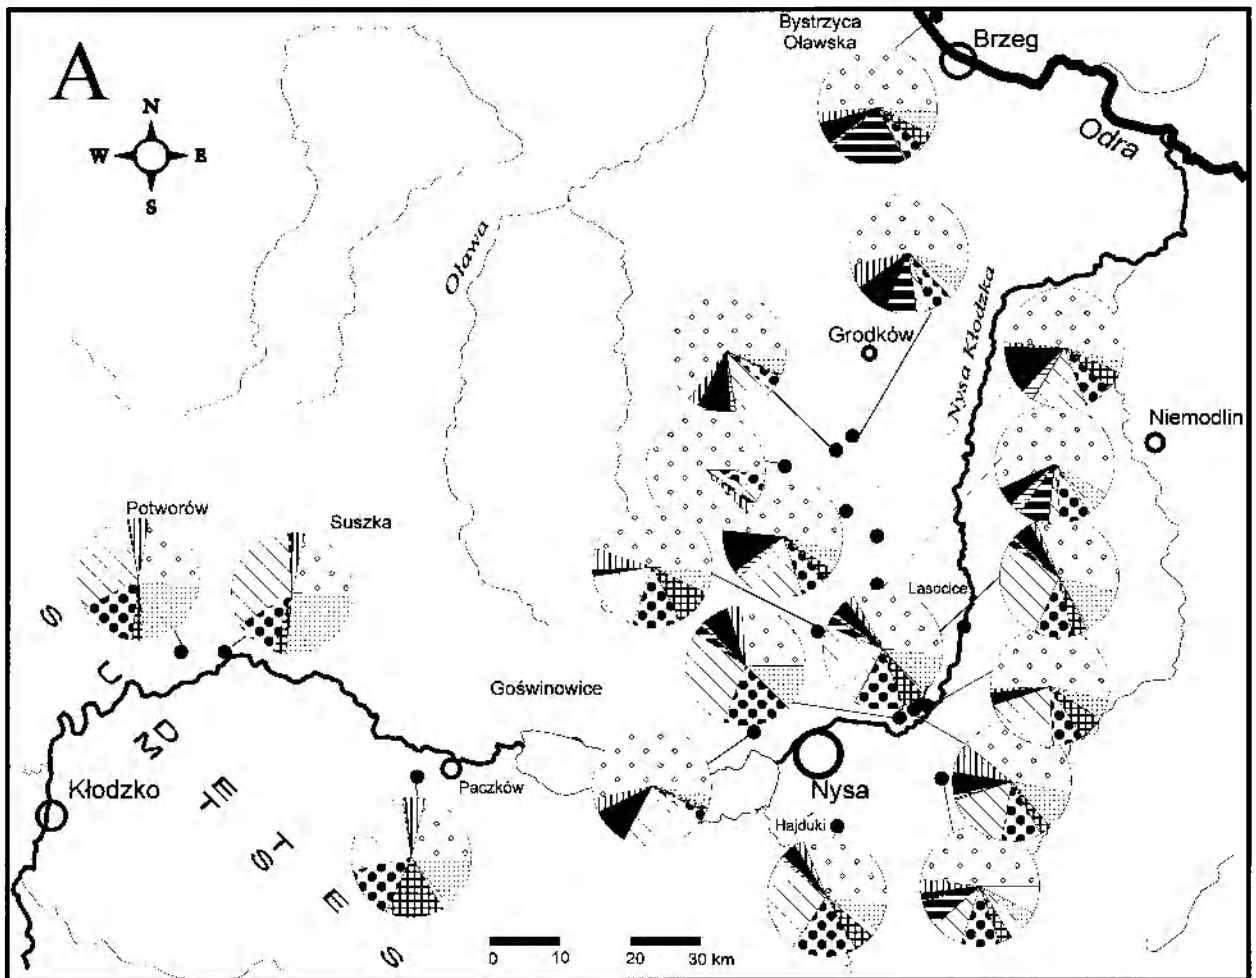 A
Bystrzyca
Oławska
Brzeg
N
W E
S
Odra
Oława
Nysa Kłodzka
Grodków
Niemodlin
Potworów
Suszka
Lasocice
Goświnowice
Kłodzko
Paczków
Nysa
Hajduki
S U D E T E S
M T S
0 10 20 30 km